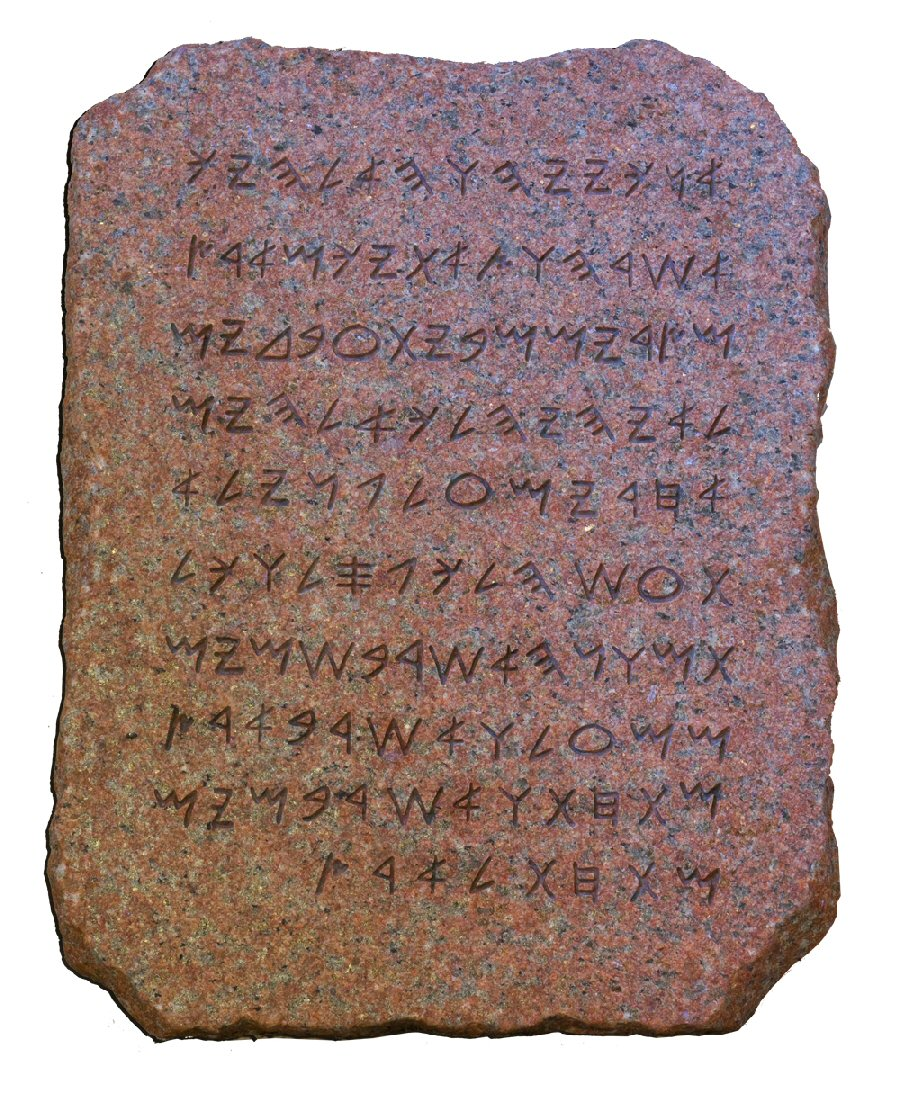 𐤀𐤍𐤊𐤉𐤉𐤄𐤅𐤄𐤀𐤋𐤄𐤉𐤊
𐤀𐤔𐤓𐤄𐤅𐤑𐤀𐤕𐤉𐤊𐤌𐤀𐤓𐤑
𐤌𐤑𐤓𐤉𐤌𐤌𐤁𐤉𐤕𐤏𐤁𐤃𐤉𐤌
𐤋𐤀𐤉𐤄𐤉𐤄𐤋𐤊𐤀𐤋𐤄𐤉𐤌
𐤀𐤇𐤓𐤉𐤌𐤏𐤋𐤐𐤍𐤉𐤋𐤀
𐤕𐤏𐤔𐤄𐤋𐤊𐤐𐤎𐤋𐤅𐤊𐤋
𐤕𐤌𐤅𐤍𐤄𐤀𐤔𐤓𐤁𐤔𐤌𐤉𐤌
𐤌𐤌𐤏𐤋𐤅𐤀𐤔𐤓𐤁𐤀𐤓𐤑
𐤌𐤕𐤇𐤕𐤅𐤀𐤔𐤓𐤁𐤌𐤉𐤌
𐤌𐤕𐤇𐤕𐤋𐤀𐤓𐤑